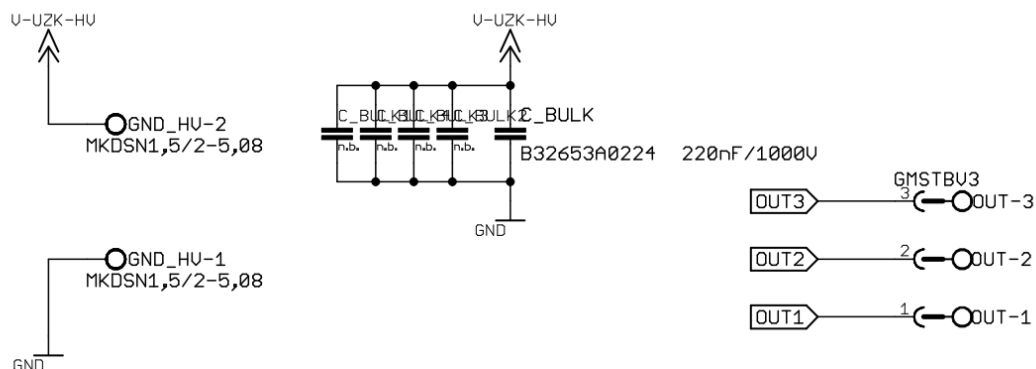 V-UZK-HV
GND_HV-2
MKDSN1,5/2-5,08
GND_HV-1
MKDSN1,5/2-5,08
GND
V-UZK-HV
C_BULK
n.b.
n.b.
n.b.
n.b.
B32653A0224 220nF/1000V
GND
GMSTBV3
OUT3
3
OUT-3
OUT2
2
OUT-2
OUT1
1
OUT-1